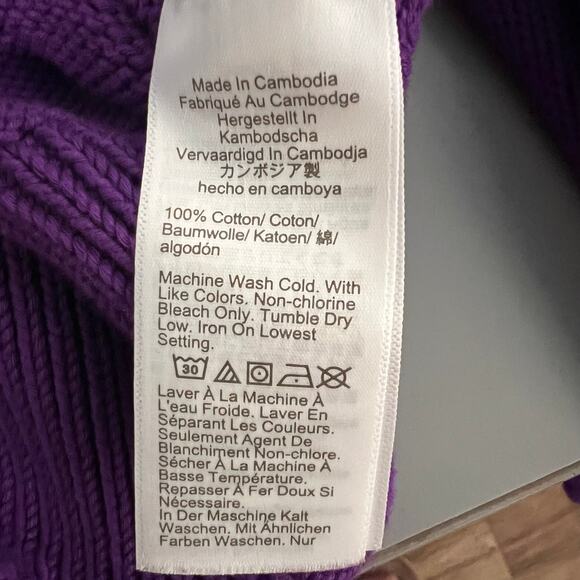 Made In Cambodia
Fabriqué Au Cambodge
Hergestellt In
Kambodscha
Vervaardigd In Cambodja
カンボジア製
hecho en camboya
100% Cotton/ Coton/
Baumwolle/ Katoen/ 綿/
algodón
Machine Wash Cold. With
Like Colors. Non-chlorine
Bleach Only. Tumble Dry
Low. Iron On Lowest
Setting.
30
Laver À La Machine À
L'eau Froide. Laver En
Séparant Les Couleurs.
Seulement Agent De
Blanchiment Non-chlore.
Sécher À La Machine À
Basse Température.
Repasser À Fer Doux Si
Nécessaire.
In Der Maschine Kalt
Waschen. Mit Ähnlichen
Farben Waschen. Nur